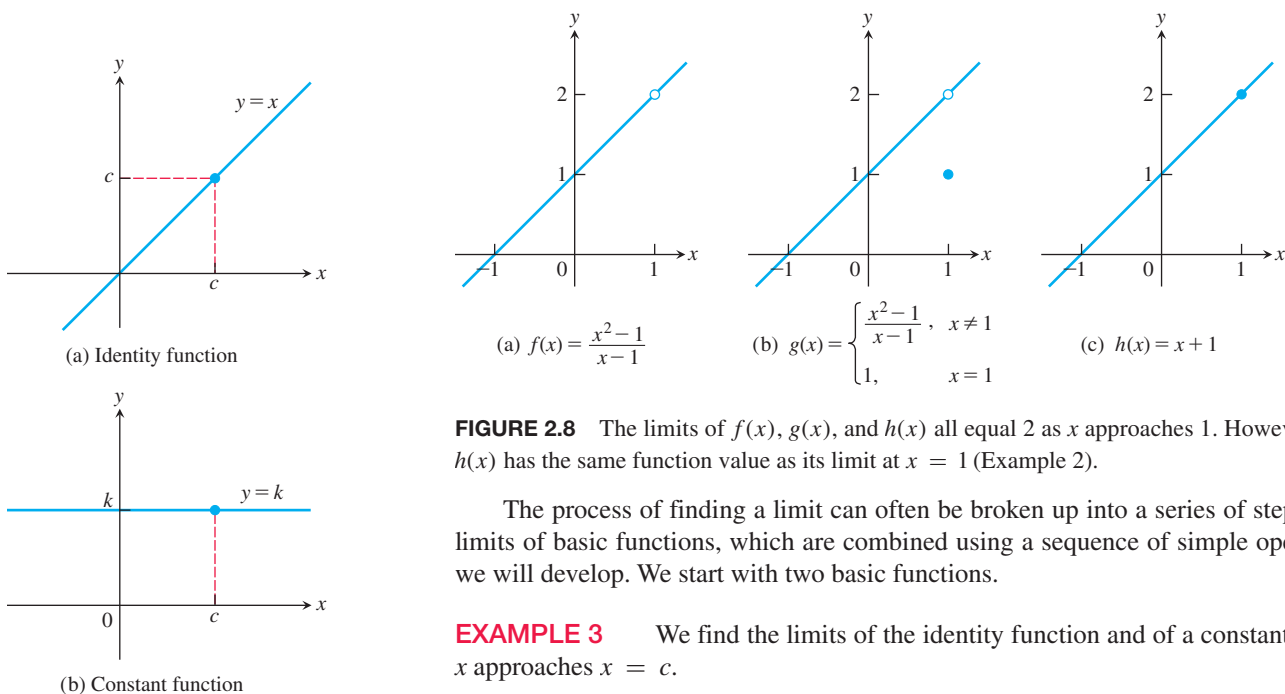 y
y = x
c
c
x
(a) Identity function
y
k
y = k
0
c
x
(b) Constant function
y
2
1
−1
0
1
x
(a) f(x) = \frac{x² − 1}{x − 1}
y
2
1
−1
0
1
x
(b) g(x) = { \frac{x² − 1}{x − 1} , x ≠ 1
1, x = 1
y
2
1
−1
0
1
x
(c) h(x) = x + 1
FIGURE 2.8 The limits of f(x), g(x), and h(x) all equal 2 as x approaches 1. Howev
h(x) has the same function value as its limit at x = 1 (Example 2).
The process of finding a limit can often be broken up into a series of step
limits of basic functions, which are combined using a sequence of simple ope
we will develop. We start with two basic functions.
EXAMPLE 3 We find the limits of the identity function and of a constant
x approaches x = c.